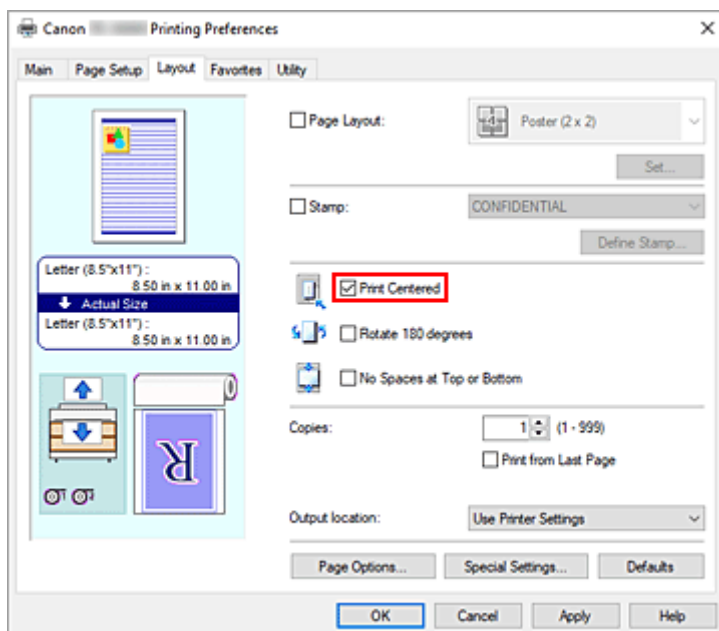 Canon Printing Preferences
Main Page Setup Layout Favorites Utility
Page Layout: Poster (2 x 2)
Set...
Stamp: CONFIDENTIAL
Define Stamp...
Letter (8.5"x11") :
8.50 in x 11.00 in
Actual Size
Letter (8.5"x11") :
8.50 in x 11.00 in
Print Centered
Rotate 180 degrees
No Spaces at Top or Bottom
Copies: 1 (1 - 999)
Print from Last Page
Output location: Use Printer Settings
Page Options... Special Settings... Defaults
OK Cancel Apply Help